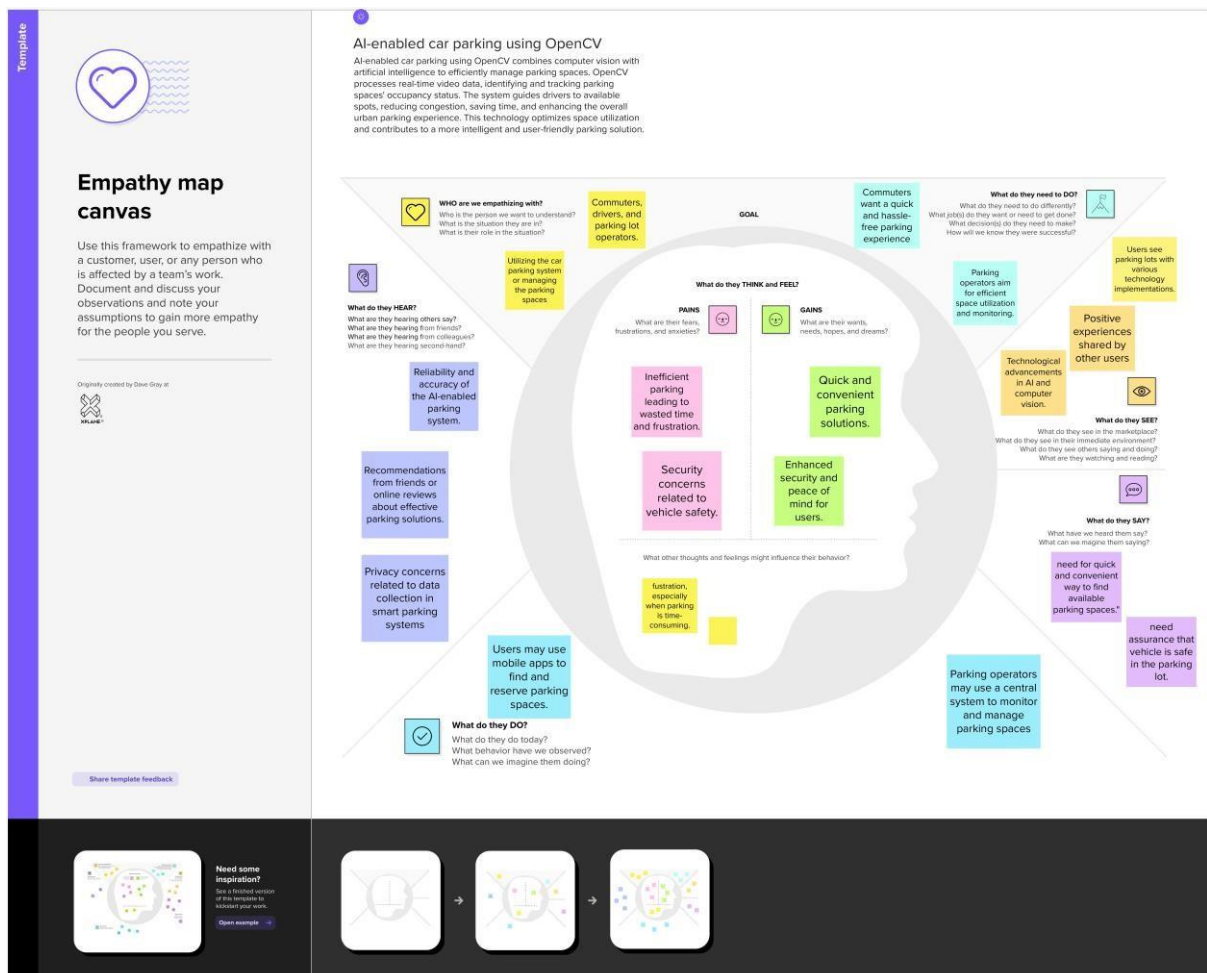 Template
Empathy map
canvas
Use this framework to empathize with
a customer, user, or any person who
is affected by a team's work.
Document and discuss your
observations and note your
assumptions to gain more empathy
for the people you serve.
Originally created by Dave Gray at
XPLANE
Share template feedback
AI-enabled car parking using OpenCV
AI-enabled car parking using OpenCV combines computer vision with
artificial intelligence to efficiently manage parking spaces. OpenCV
processes real-time video data, identifying and tracking parking
spaces' occupancy status. The system guides drivers to available
spots, reducing congestion, saving time, and enhancing the overall
urban parking experience. This technology optimizes space utilization
and contributes to a more intelligent and user-friendly parking solution.
WHO are we empathizing with?
Who is the person we want to understand?
What is the situation they are in?
What is their role in the situation?
Commuters,
drivers, and
parking lot
operators.
Utilizing the car
parking system
or managing
the parking
spaces
GOAL
Commuters
want a quick
and hassle-
free parking
experience
What do they need to DO?
What do they need to do differently?
What job(s) do they want or need to get done?
What decision(s) do they need to make?
How will we know they were successful?
Parking
operators aim
for efficient
space utilization
and monitoring.
Users see
parking lots with
various
technology
implementations.
Positive
experiences
shared by
other users
Technological
advancements
in AI and
computer
vision.
What do they SEE?
What do they see in the marketplace?
What do they see in their immediate environment?
What do they see others saying and doing?
What are they watching and reading?
What do they HEAR?
What are they hearing others say?
What are they hearing from friends?
What are they hearing from colleagues?
What are they hearing second-hand?
Reliability and
accuracy of
the AI-enabled
parking
system.
Recommendations
from friends or
online reviews
about effective
parking solutions.
Privacy concerns
related to data
collection in
smart parking
systems
What do they THINK and FEEL?
PAINS
What are their fears,
frustrations, and anxieties?
GAINS
What are their wants,
needs, hopes, and dreams?
Inefficient
parking
leading to
wasted time
and frustration.
Security
concerns
related to
vehicle safety.
Quick and
convenient
parking
solutions.
Enhanced
security and
peace of
mind for
users.
What other thoughts and feelings might influence their behavior?
fustration,
especially
when parking
is time-
consuming.
What do they SAY?
What have we heard them say?
What can we magine them saying?
need for quick
and convenient
way to find
available
parking spaces."
need
assurance that
vehicle is safe
in the parking
lot.
Users may use
mobile apps to
find and
reserve parking
spaces.
What do they DO?
What do they do today?
What behavior have we observed?
What can we imagine them doing?
Parking operators
may use a central
system to monitor
and manage
parking spaces
Need some
inspiration?
See a finished version
of this template to
kickstart your work.
Open example